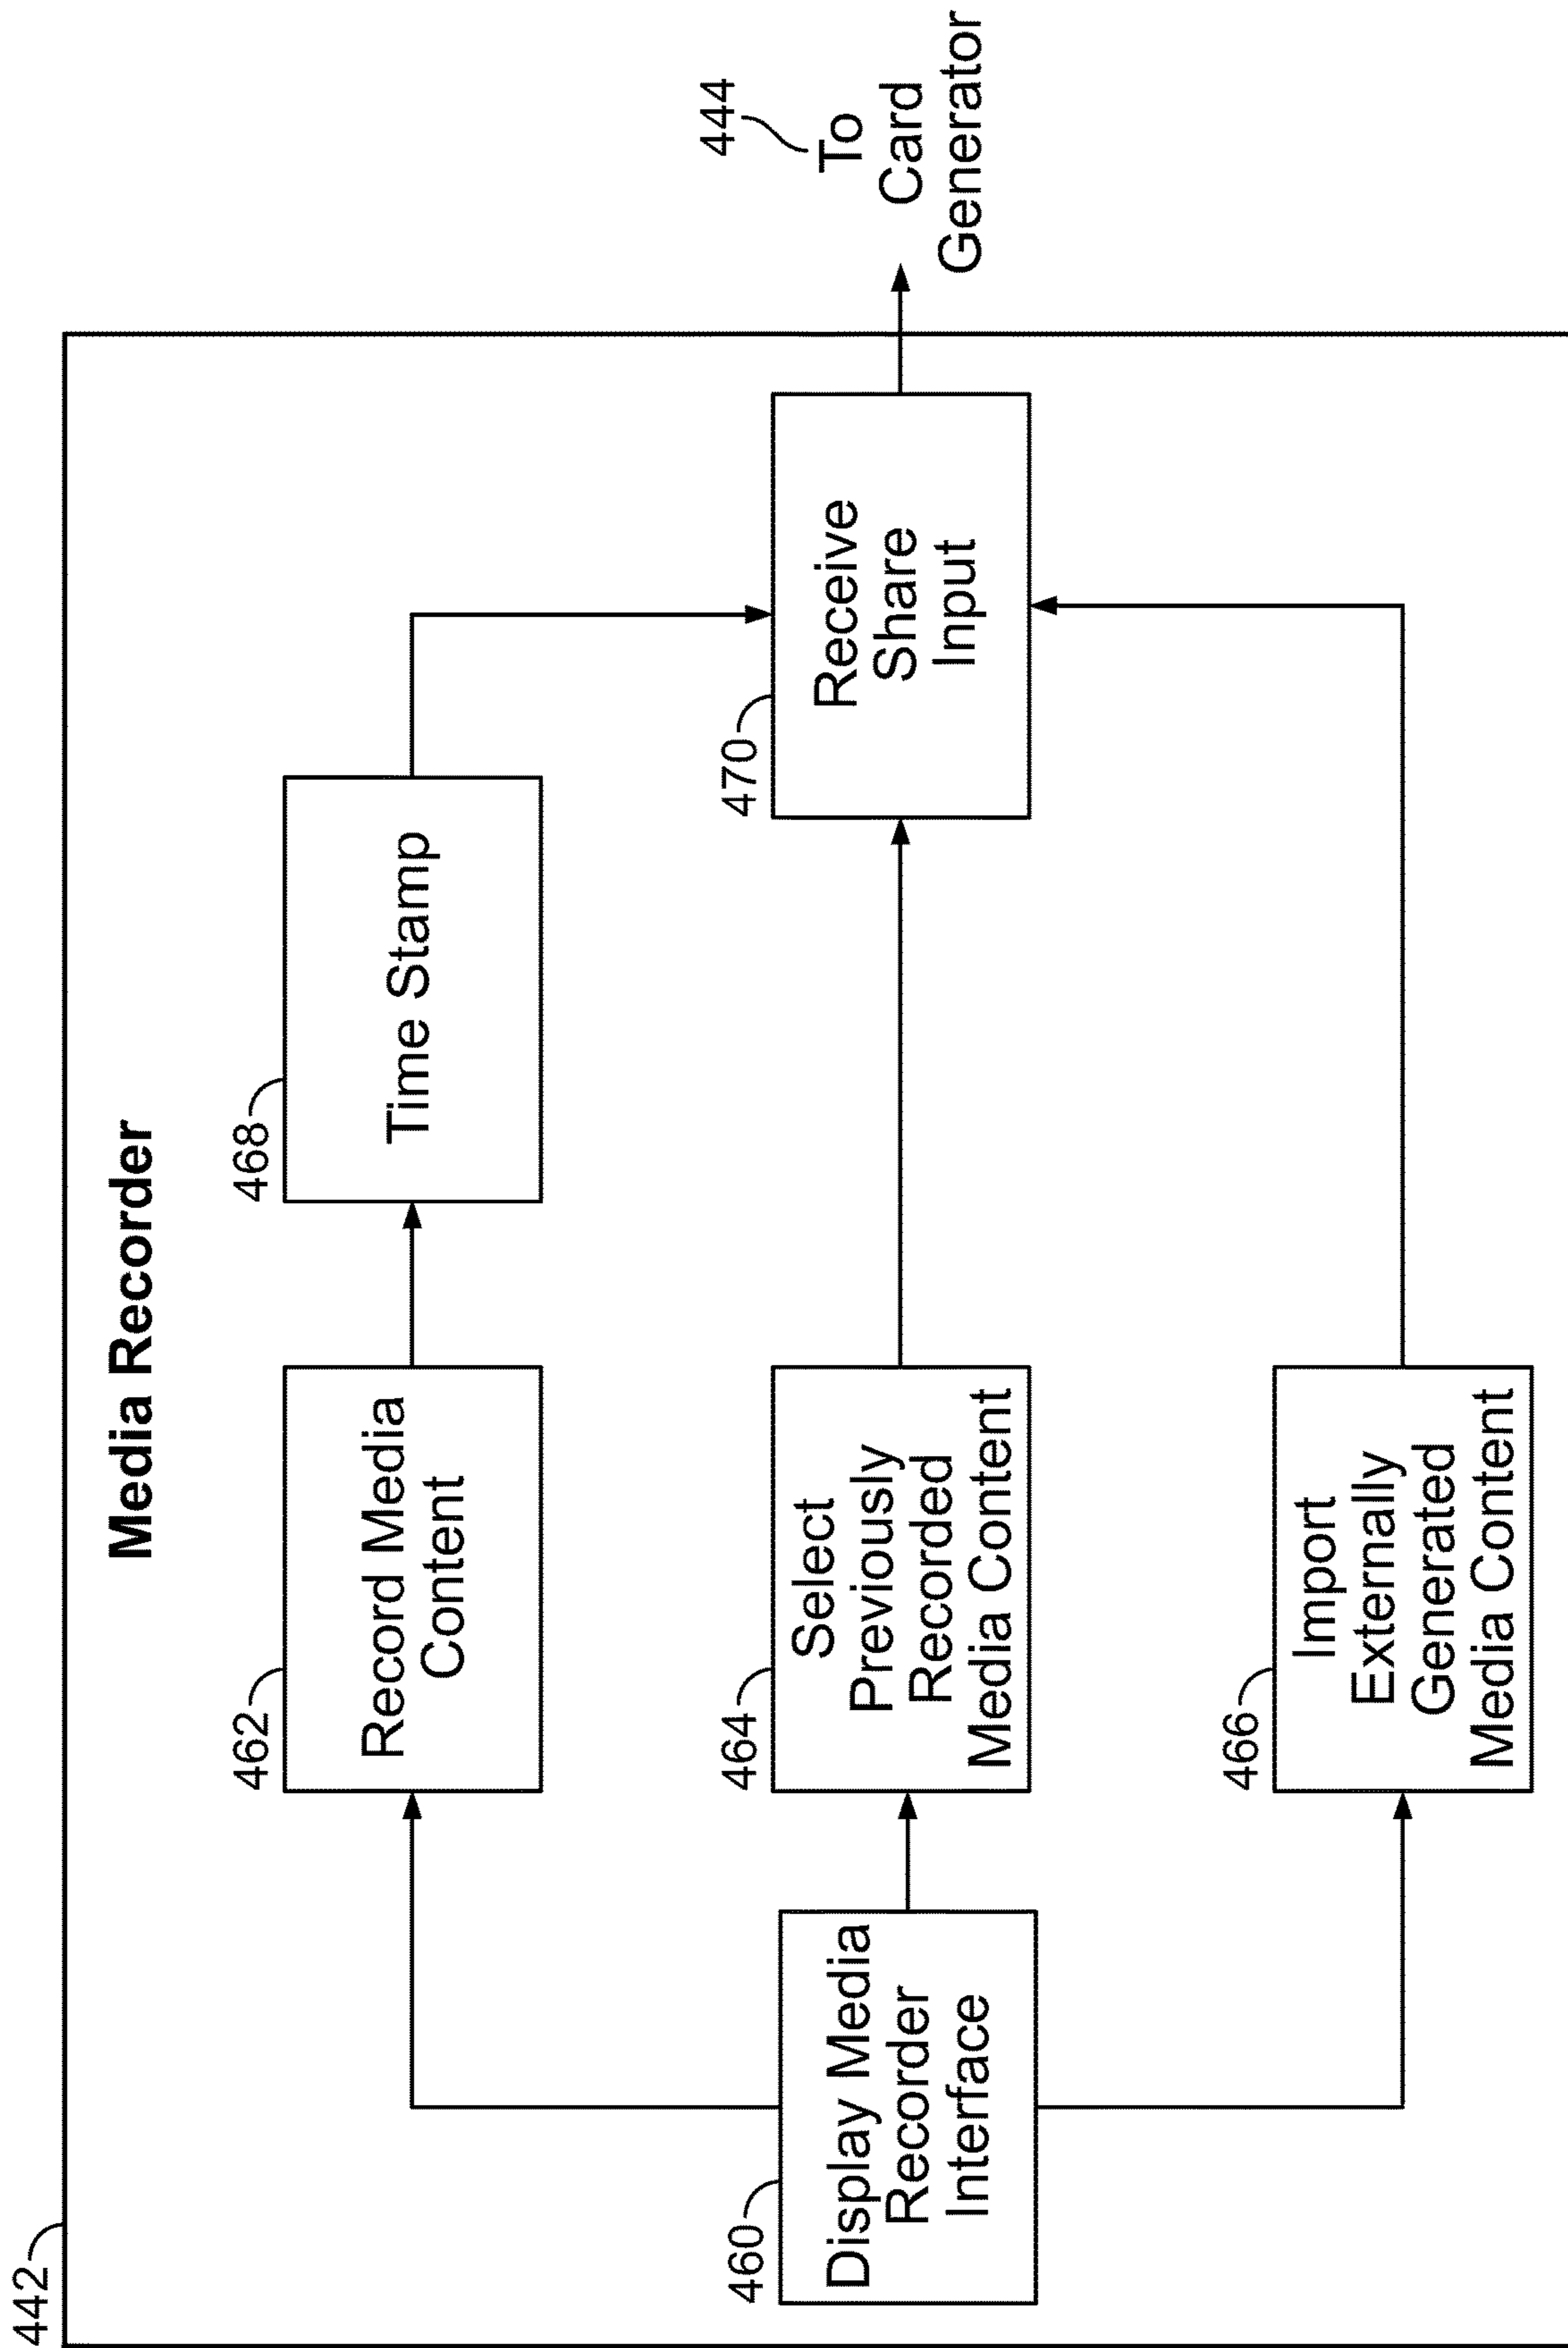 442
Media Recorder
462
Record Media
Content
468
Time Stamp
460
Display Media
Recorder
Interface
464
Select
Previously
Recorded
Media Content
470
Receive
Share
Input
444
To
Card
Generator
466
Import
Externally
Generated
Media Content